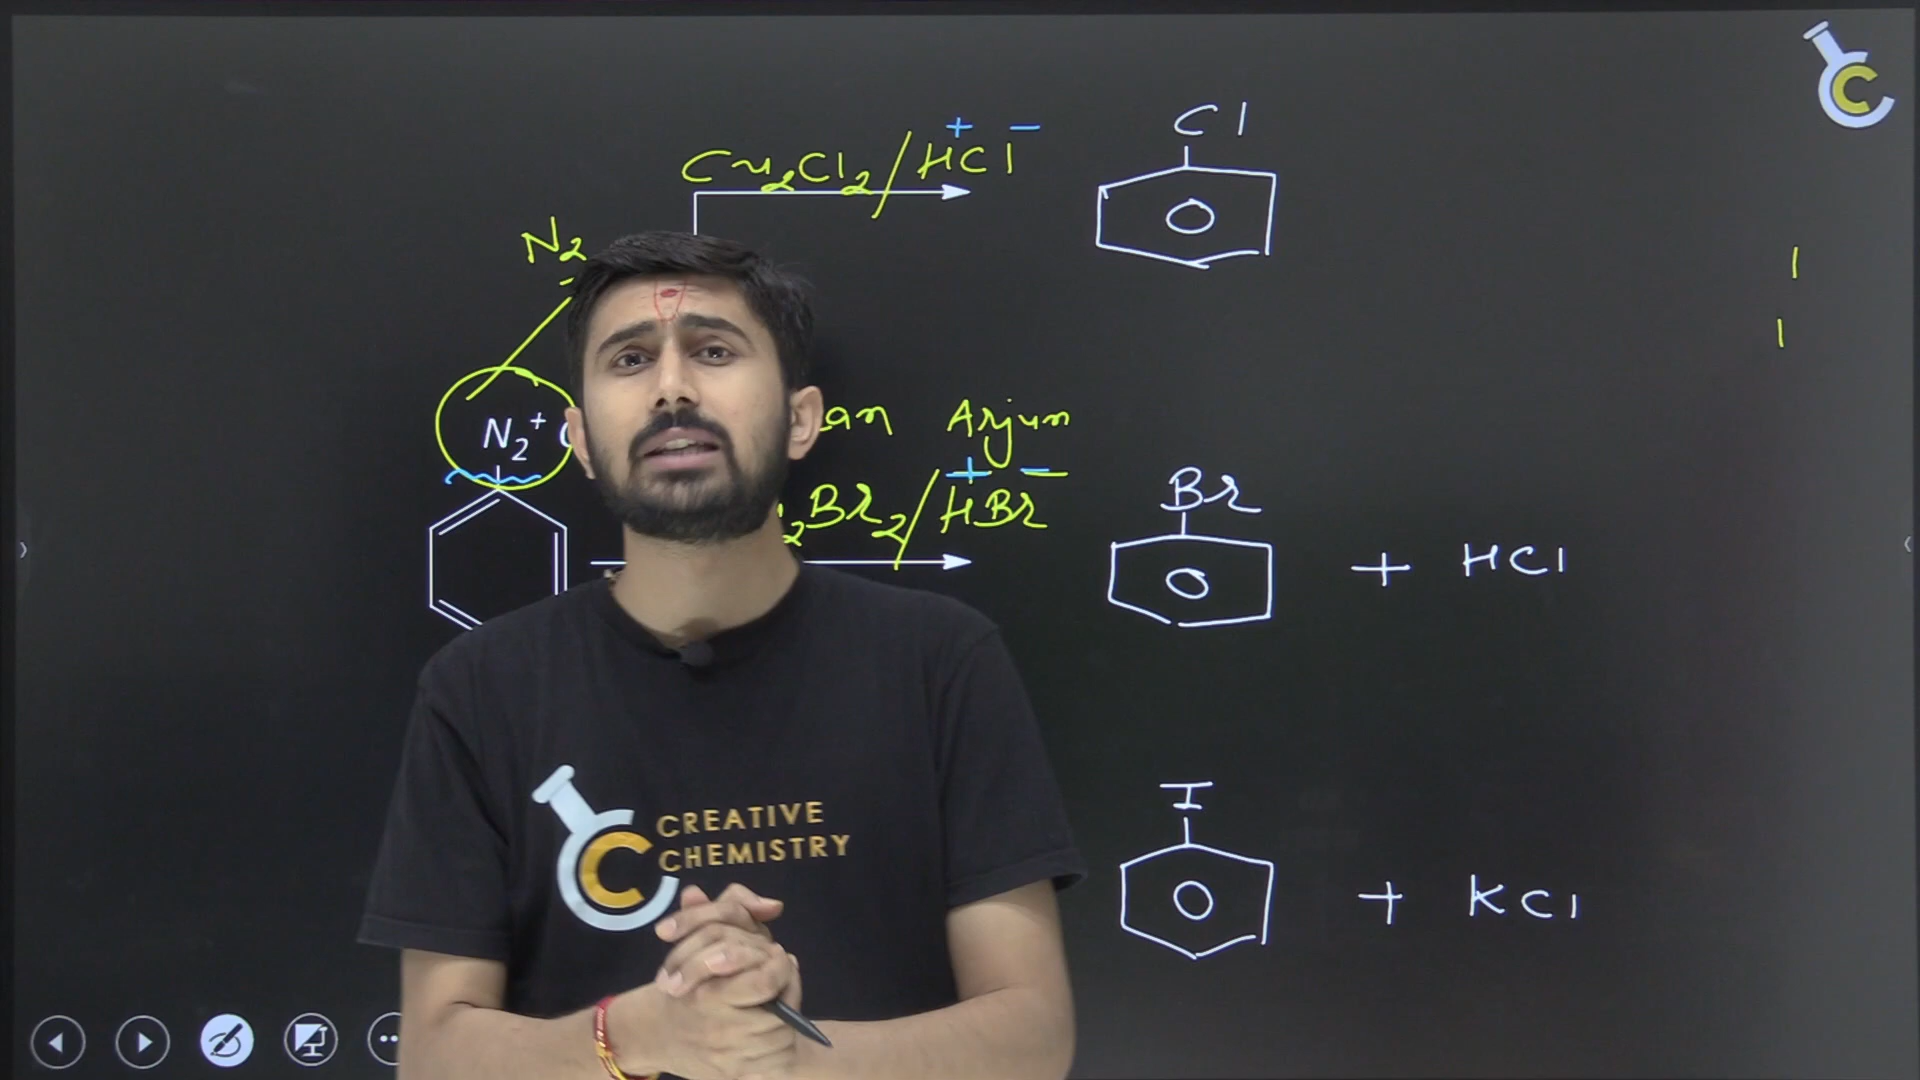 Cl
Cu2Cl2/HCl
+ −
N2
N2+
Arjun
+ −
Br
Br2/HBr
+ HCl
CREATIVE
CHEMISTRY
I
+ KCl